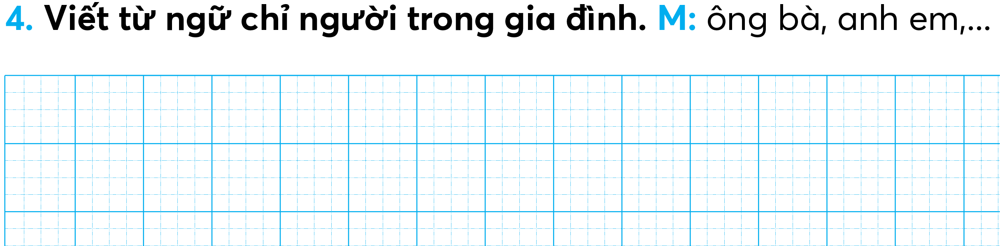 4. Viết từ ngữ chỉ người trong gia đình. M: ông bà, anh em,...